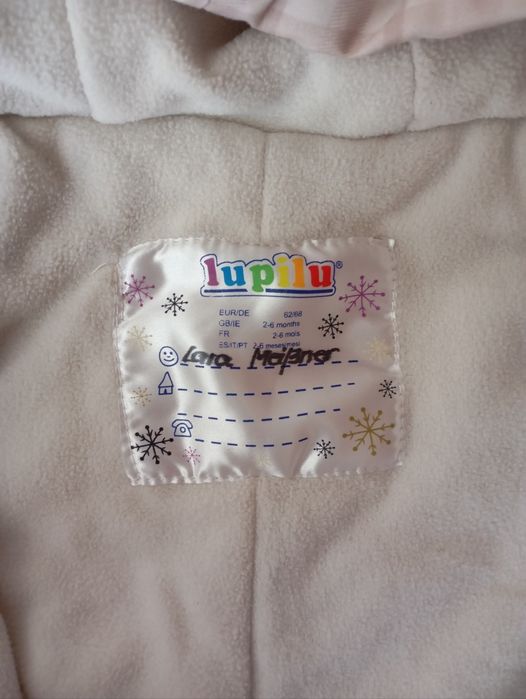 lupilu®
EUR/DE 62/68
GB/IE 2-6 months
FR 2-6 mois
ES/IT/PT 2-6 meses/mesi
Lara Meißner